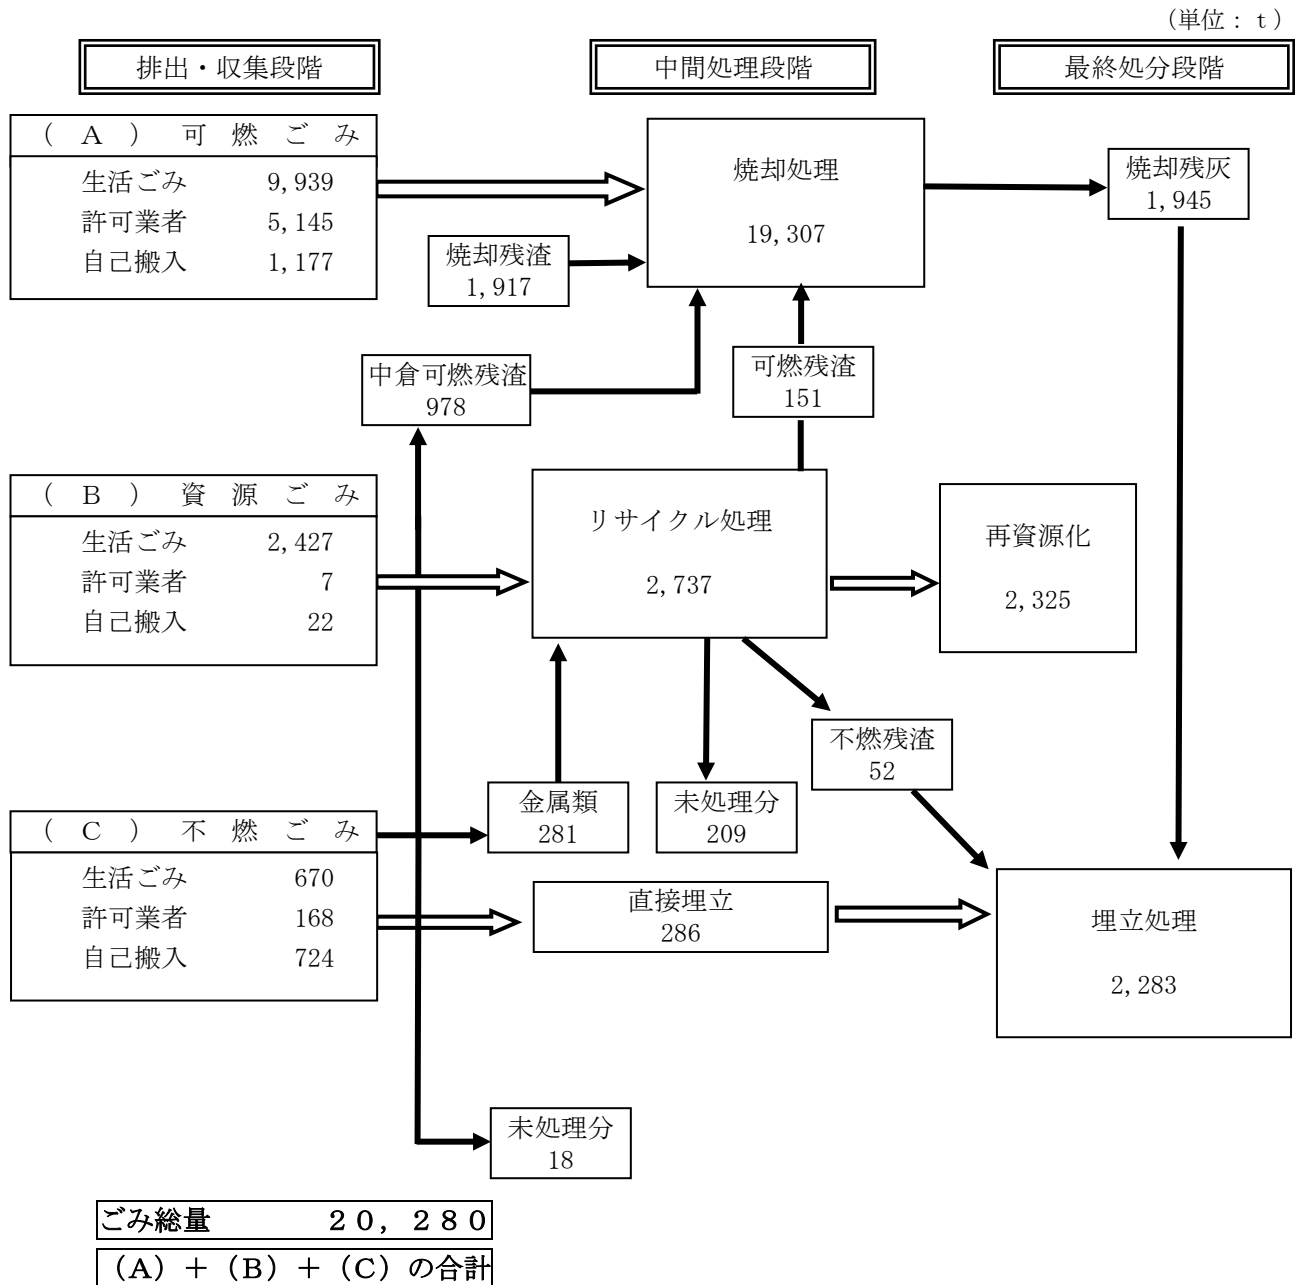 （単位：ｔ）
排出・収集段階
中間処理段階
最終処分段階
（Ａ）可燃ごみ
生活ごみ 9,939
許可業者 5,145
自己搬入 1,177
焼却処理
19,307
焼却残灰
1,945
焼却残渣
1,917
中倉可燃残渣
978
可燃残渣
151
（Ｂ）資源ごみ
生活ごみ 2,427
許可業者 7
自己搬入 22
リサイクル処理
2,737
再資源化
2,325
不燃残渣
52
金属類
281
未処理分
209
（Ｃ）不燃ごみ
生活ごみ 670
許可業者 168
自己搬入 724
直接埋立
286
埋立処理
2,283
未処理分
18
ごみ総量 ２０，２８０
（Ａ）＋（Ｂ）＋（Ｃ）の合計